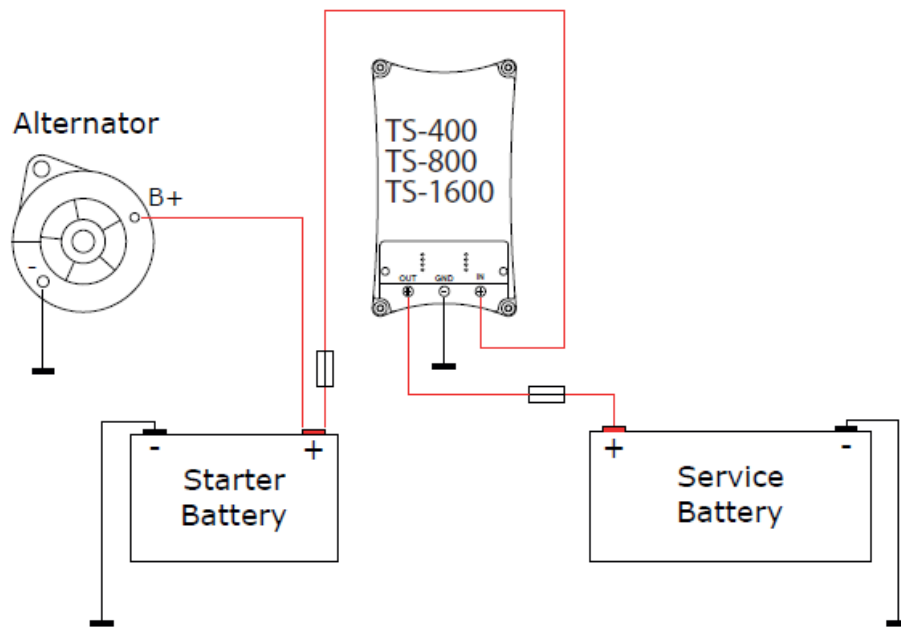 Alternator
B+
-
TS-400
TS-800
TS-1600
OUT GND IN
- +
Starter
Battery
+ -
Service
Battery